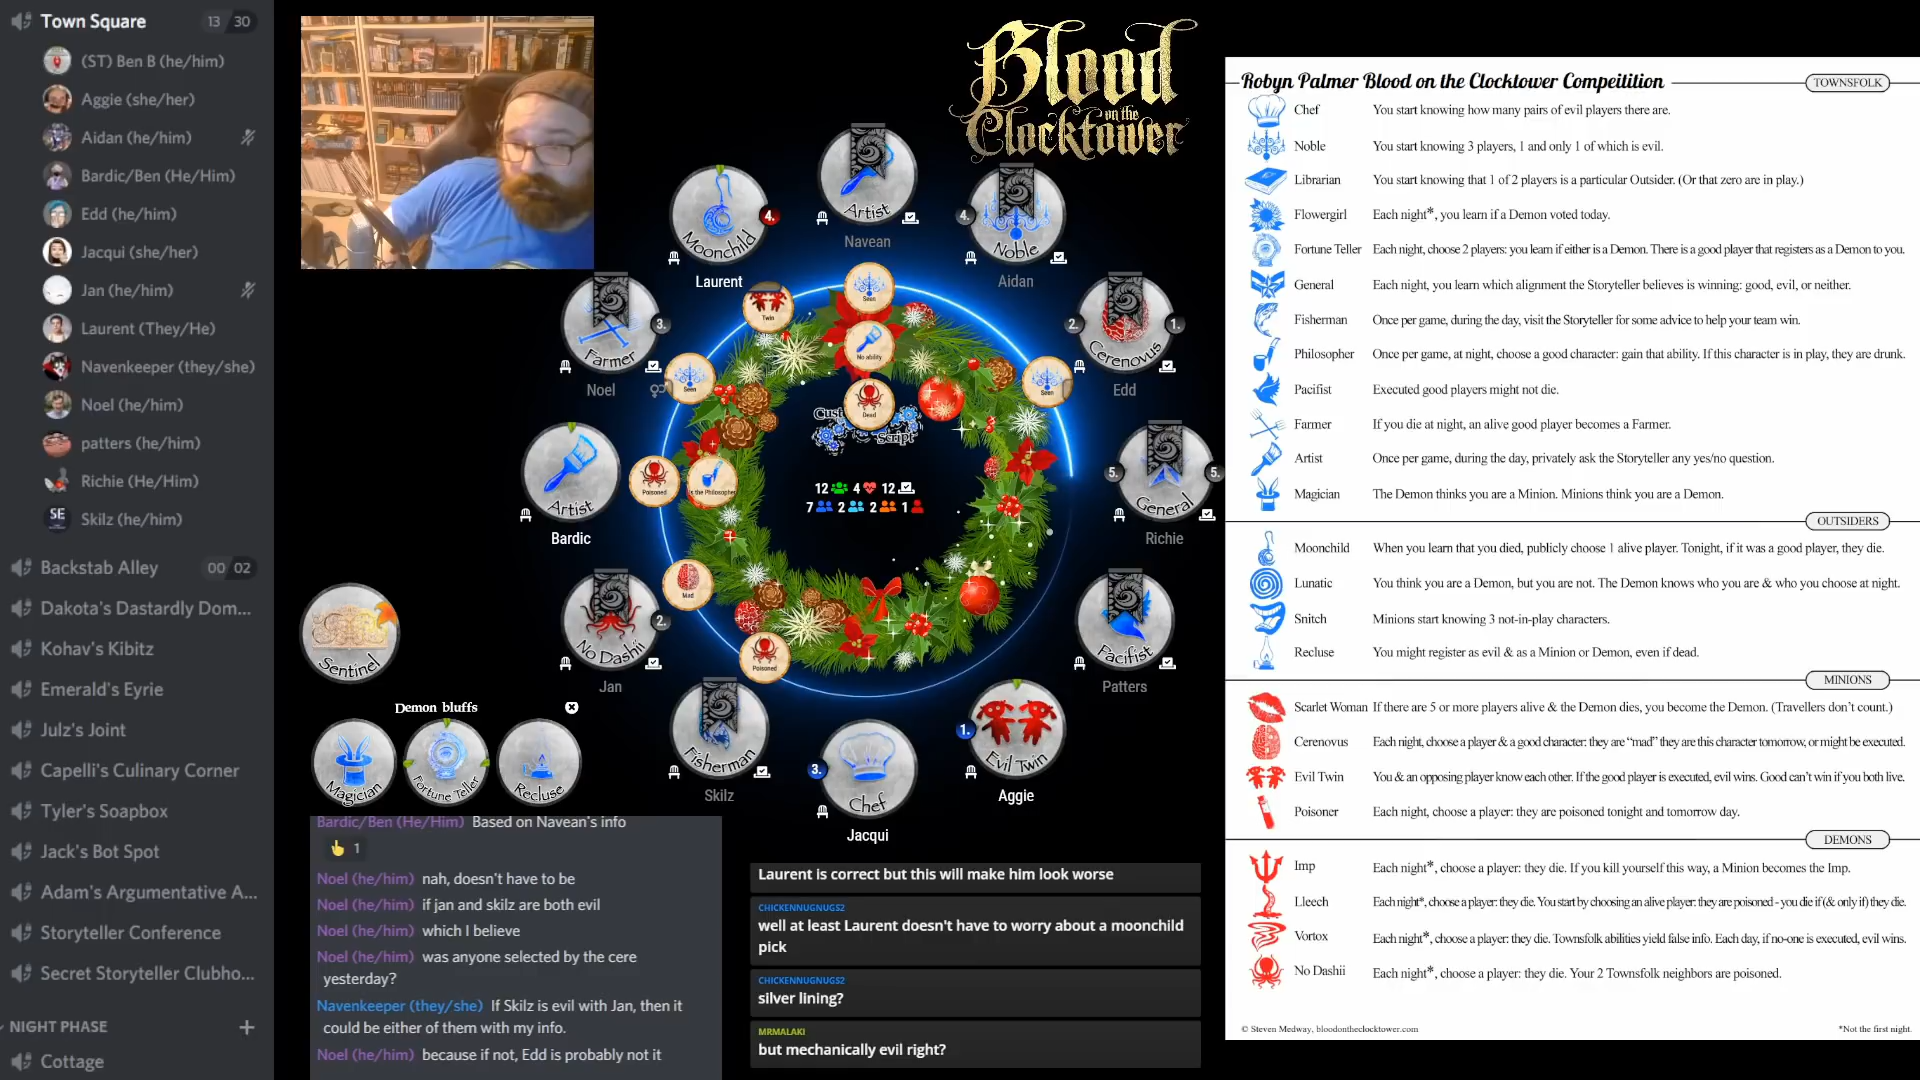 Town Square
13 / 30
(ST) Ben B (he/him)
Aggie (she/her)
Aidan (he/him)
Bardic/Ben (He/Him)
Edd (he/him)
Jacqui (she/her)
Jan (he/him)
Laurent (They/He)
Navenkeeper (they/she)
Noel (he/him)
patters (he/him)
Richie (He/Him)
SE Skilz (he/him)
Backstab Alley
00 / 02
Dakota's Dastardly Dom...
Kohav's Kibitz
Emerald's Eyrie
Julz's Joint
Capelli's Culinary Corner
Tyler's Soapbox
Jack's Bot Spot
Adam's Argumentative A...
Storyteller Conference
Secret Storyteller Clubho...
NIGHT PHASE
Cottage
Blood
on the
Clocktower
Artist
Navean
Moonchild
4.
Laurent
4.
Noble
Aidan
Farmer
3.
Noel
2.
Cerenovus
1.
Edd
Artist
Bardic
5.
General
5.
Richie
No Dashii
2.
Jan
Pacifist
Patters
Fisherman
Skilz
3.
Chef
Jacqui
1.
Evil Twin
Aggie
Twin
Seen
No ability
Dead
Seen
Seen
Poisoned
Is the Philosopher
Mad
Poisoned
Custom
Script
12 4 12
7 2 2 1
Sentinel
Demon bluffs
Magician
Fortune Teller
Recluse
Bardic/Ben (He/Him) Based on Navean's info
1
Noel (he/him) nah, doesn't have to be
Noel (he/him) if jan and skilz are both evil
Noel (he/him) which I believe
Noel (he/him) was anyone selected by the cere
yesterday?
Navenkeeper (they/she) If Skilz is evil with Jan, then it
could be either of them with my info.
Noel (he/him) because if not, Edd is probably not it
Laurent is correct but this will make him look worse
CHICKENNUGNUGS2
well at least Laurent doesn't have to worry about a moonchild
pick
CHICKENNUGNUGS2
silver lining?
MRMALAKI
but mechanically evil right?
Robyn Palmer Blood on the Clocktower Compeitition
TOWNSFOLK
Chef You start knowing how many pairs of evil players there are.
Noble You start knowing 3 players, 1 and only 1 of which is evil.
Librarian You start knowing that 1 of 2 players is a particular Outsider. (Or that zero are in play.)
Flowergirl Each night*, you learn if a Demon voted today.
Fortune Teller Each night, choose 2 players: you learn if either is a Demon. There is a good player that registers as a Demon to you.
General Each night, you learn which alignment the Storyteller believes is winning: good, evil, or neither.
Fisherman Once per game, during the day, visit the Storyteller for some advice to help your team win.
Philosopher Once per game, at night, choose a good character: gain that ability. If this character is in play, they are drunk.
Pacifist Executed good players might not die.
Farmer If you die at night, an alive good player becomes a Farmer.
Artist Once per game, during the day, privately ask the Storyteller any yes/no question.
Magician The Demon thinks you are a Minion. Minions think you are a Demon.
OUTSIDERS
Moonchild When you learn that you died, publicly choose 1 alive player. Tonight, if it was a good player, they die.
Lunatic You think you are a Demon, but you are not. The Demon knows who you are & who you choose at night.
Snitch Minions start knowing 3 not-in-play characters.
Recluse You might register as evil & as a Minion or Demon, even if dead.
MINIONS
Scarlet Woman If there are 5 or more players alive & the Demon dies, you become the Demon. (Travellers don't count.)
Cerenovus Each night, choose a player & a good character: they are "mad" they are this character tomorrow, or might be executed.
Evil Twin You & an opposing player know each other. If the good player is executed, evil wins. Good can't win if you both live.
Poisoner Each night, choose a player: they are poisoned tonight and tomorrow day.
DEMONS
Imp Each night*, choose a player: they die. If you kill yourself this way, a Minion becomes the Imp.
Lleech Each night*, choose a player: they die. You start by choosing an alive player: they are poisoned - you die if (& only if) they die.
Vortox Each night*, choose a player: they die. Townsfolk abilities yield false info. Each day, if no-one is executed, evil wins.
No Dashii Each night*, choose a player: they die. Your 2 Townsfolk neighbors are poisoned.
© Steven Medway, bloodontheclocktower.com
*Not the first night.